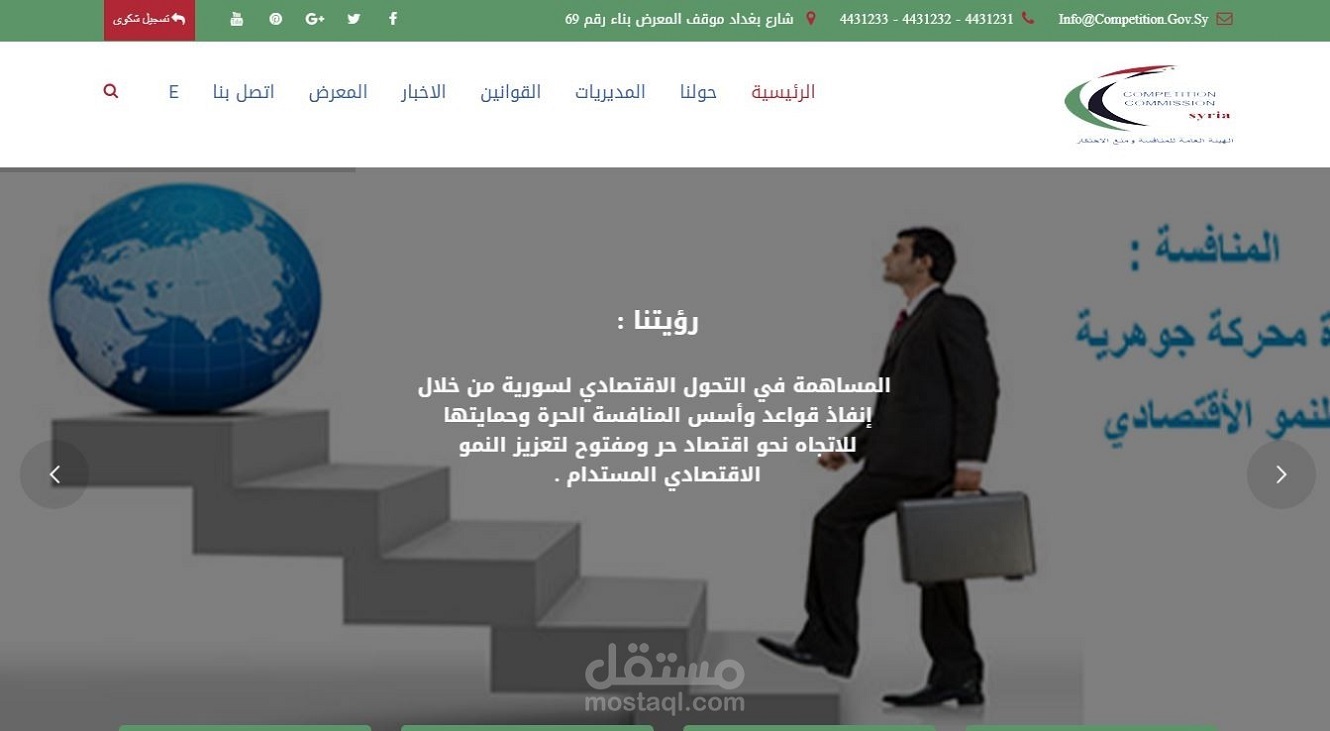 Info@Competition.Gov.Sy
4431231 - 4431232 - 4431233
شارع بغداد موقف المعرض بناء رقم 69
تسجيل شكوى
COMPETITION
COMMISSION
syria
الهيئة العامة للمنافسة ومنع الاحتكار
الرئيسية
حولنا
المديريات
القوانين
الاخبار
المعرض
اتصل بنا
E
المنافسة :
ة محركة جوهرية
لنمو الأقتصادي
رؤيتنا :
المساهمة في التحول الاقتصادي لسورية من خلال
إنفاذ قواعد وأسس المنافسة الحرة وحمايتها
للاتجاه نحو اقتصاد حر ومفتوح لتعزيز النمو
الاقتصادي المستدام .
مستقل
mostaql.com